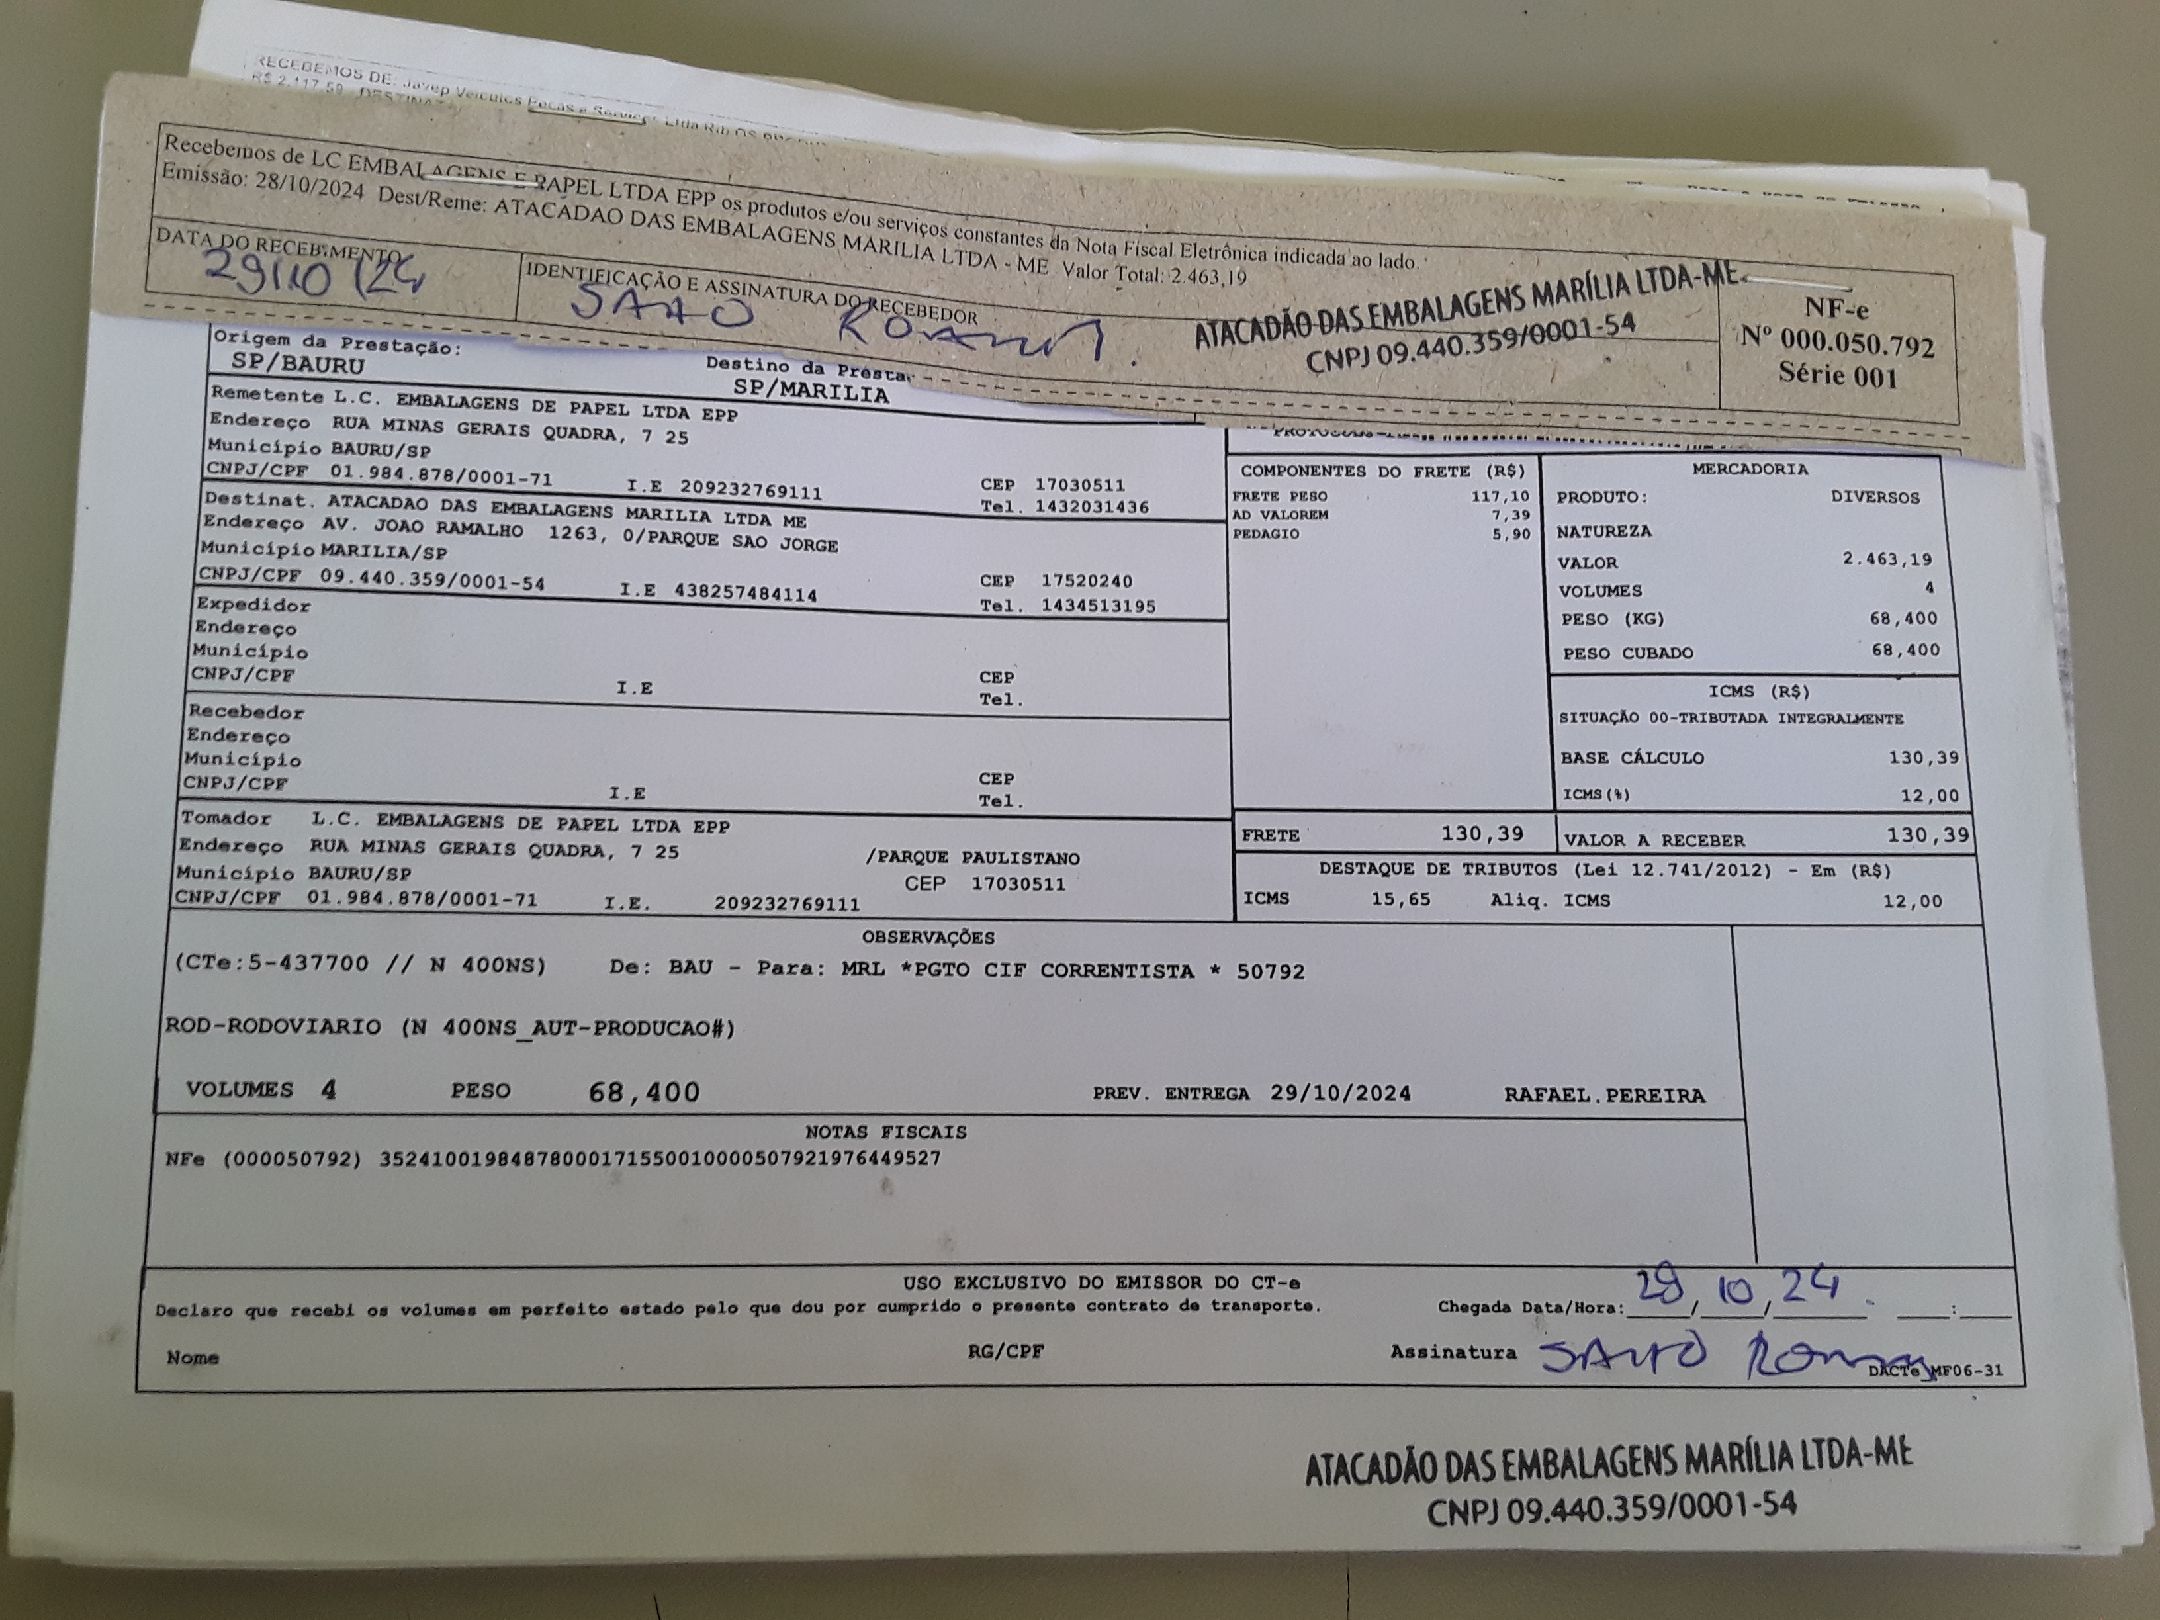 RECEBEMOS DE: Javep Veiculos Peças e Serviços Ltda Rib OS
R$ 2.117,59 DESTINAT
Recebemos de LC EMBALAGENS E PAPEL LTDA EPP os produtos e/ou serviços constantes da Nota Fiscal Eletrônica indicada ao lado.
Emissão: 28/10/2024 Dest/Reme: ATACADAO DAS EMBALAGENS MARILIA LTDA - ME Valor Total: 2.463,19
DATA DO RECEBIMENTO
29/10/24
IDENTIFICAÇÃO E ASSINATURA DO RECEBEDOR
ATACADÃO DAS EMBALAGENS MARÍLIA LTDA-ME
CNPJ 09.440.359/0001-54
NF-e
Nº 000.050.792
Série 001
Origem da Prestação:
SP/BAURU
Destino da Presta
SP/MARILIA
Remetente L.C. EMBALAGENS DE PAPEL LTDA EPP
Endereço RUA MINAS GERAIS QUADRA, 7 25
Município BAURU/SP
CNPJ/CPF 01.984.878/0001-71 I.E 209232769111
CEP 17030511
Tel. 1432031436
Destinat. ATACADAO DAS EMBALAGENS MARILIA LTDA ME
Endereço AV. JOAO RAMALHO 1263, 0/PARQUE SAO JORGE
Município MARILIA/SP
CNPJ/CPF 09.440.359/0001-54 I.E 438257484114
CEP 17520240
Tel. 1434513195
Expedidor
Endereço
Município
CNPJ/CPF I.E
CEP
Tel.
Recebedor
Endereço
Município
CNPJ/CPF I.E
CEP
Tel.
Tomador L.C. EMBALAGENS DE PAPEL LTDA EPP
Endereço RUA MINAS GERAIS QUADRA, 7 25 /PARQUE PAULISTANO
Município BAURU/SP CEP 17030511
CNPJ/CPF 01.984.878/0001-71 I.E. 209232769111
COMPONENTES DO FRETE (R$)
FRETE PESO 117,10
AD VALOREM 7,39
PEDAGIO 5,90
MERCADORIA
PRODUTO: DIVERSOS
NATUREZA
VALOR 2.463,19
VOLUMES 4
PESO (KG) 68,400
PESO CUBADO 68,400
ICMS (R$)
SITUAÇÃO 00-TRIBUTADA INTEGRALMENTE
BASE CÁLCULO 130,39
ICMS(%) 12,00
FRETE 130,39 VALOR A RECEBER 130,39
DESTAQUE DE TRIBUTOS (Lei 12.741/2012) - Em (R$)
ICMS 15,65 Aliq. ICMS 12,00
OBSERVAÇÕES
(CTe:5-437700 // N 400NS) De: BAU - Para: MRL *PGTO CIF CORRENTISTA * 50792
ROD-RODOVIARIO (N 400NS_AUT-PRODUCAO#)
VOLUMES 4 PESO 68,400 PREV. ENTREGA 29/10/2024 RAFAEL.PEREIRA
NOTAS FISCAIS
NFe (000050792) 35241001984878000171550010000507921976449527
USO EXCLUSIVO DO EMISSOR DO CT-e
Declaro que recebi os volumes em perfeito estado pelo que dou por cumprido o presente contrato de transporte. Chegada Data/Hora: 29/10/24 :
Nome RG/CPF Assinatura
DACTe_MF06-31
ATACADÃO DAS EMBALAGENS MARÍLIA LTDA-ME
CNPJ 09.440.359/0001-54